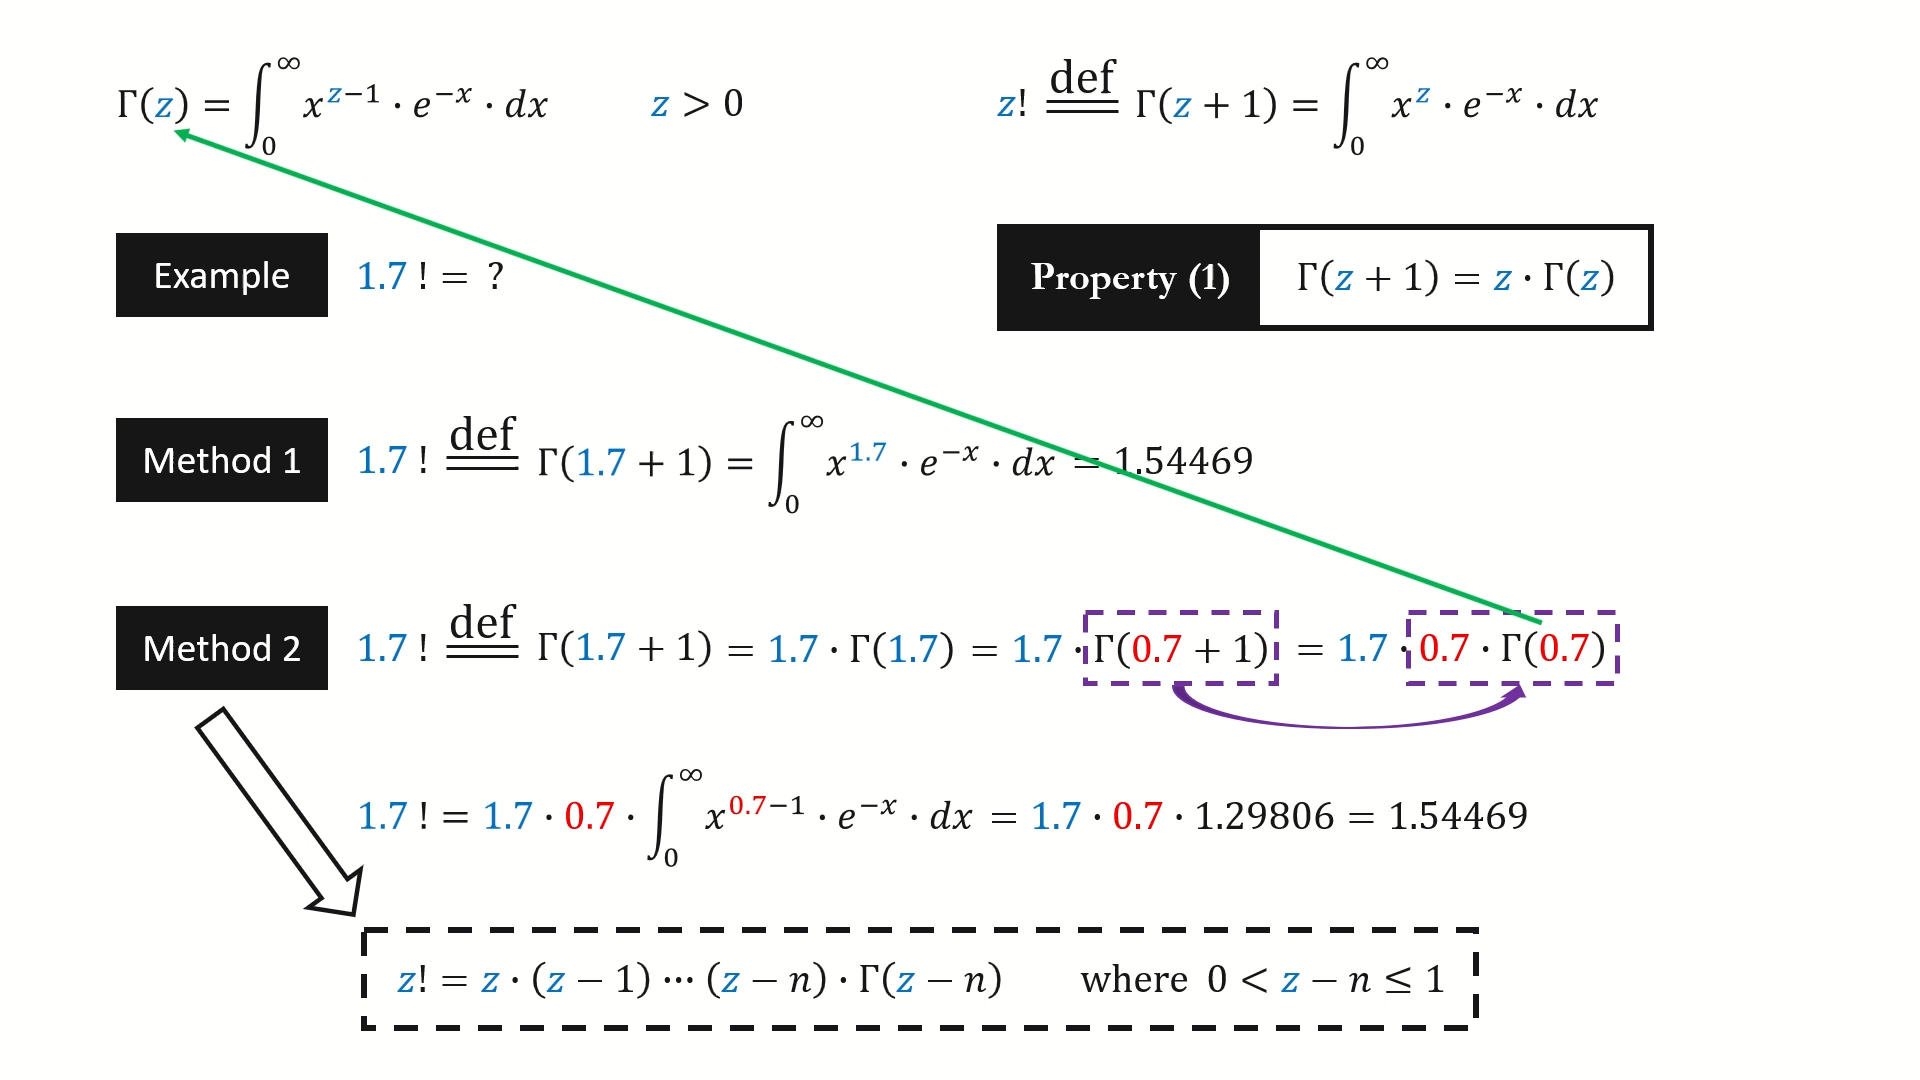 Γ(z) = ∫₀^∞ x^(z−1) · e^(−x) · dx z > 0 z! def Γ(z + 1) = ∫₀^∞ x^z · e^(−x) · dx
Example 1.7 ! = ? Property (1) Γ(z + 1) = z · Γ(z)
Method 1 1.7 ! def Γ(1.7 + 1) = ∫₀^∞ x^1.7 · e^(−x) · dx = 1.54469
Method 2 1.7 ! def Γ(1.7 + 1) = 1.7 · Γ(1.7) = 1.7 · Γ(0.7 + 1) = 1.7 · 0.7 · Γ(0.7)
1.7 ! = 1.7 · 0.7 · ∫₀^∞ x^(0.7−1) · e^(−x) · dx = 1.7 · 0.7 · 1.29806 = 1.54469
z! = z · (z − 1) ⋯ (z − n) · Γ(z − n) where 0 < z − n ≤ 1